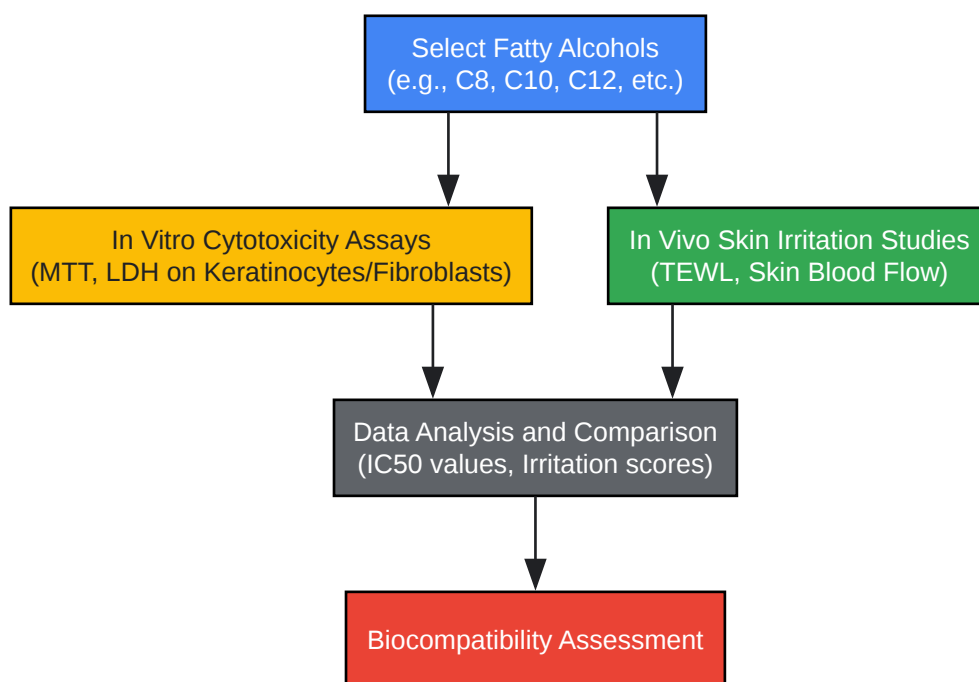 Select Fatty Alcohols
(e.g., C8, C10, C12, etc.)
In Vitro Cytotoxicity Assays
(MTT, LDH on Keratinocytes/Fibroblasts)
In Vivo Skin Irritation Studies
(TEWL, Skin Blood Flow)
Data Analysis and Comparison
(IC50 values, Irritation scores)
Biocompatibility Assessment